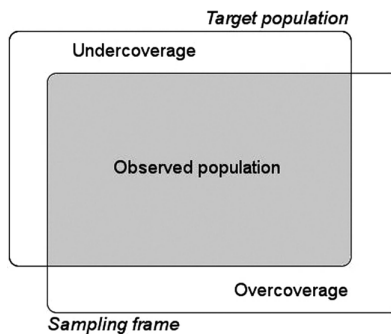 Target population
Undercoverage
Observed population
Overcoverage
Sampling frame